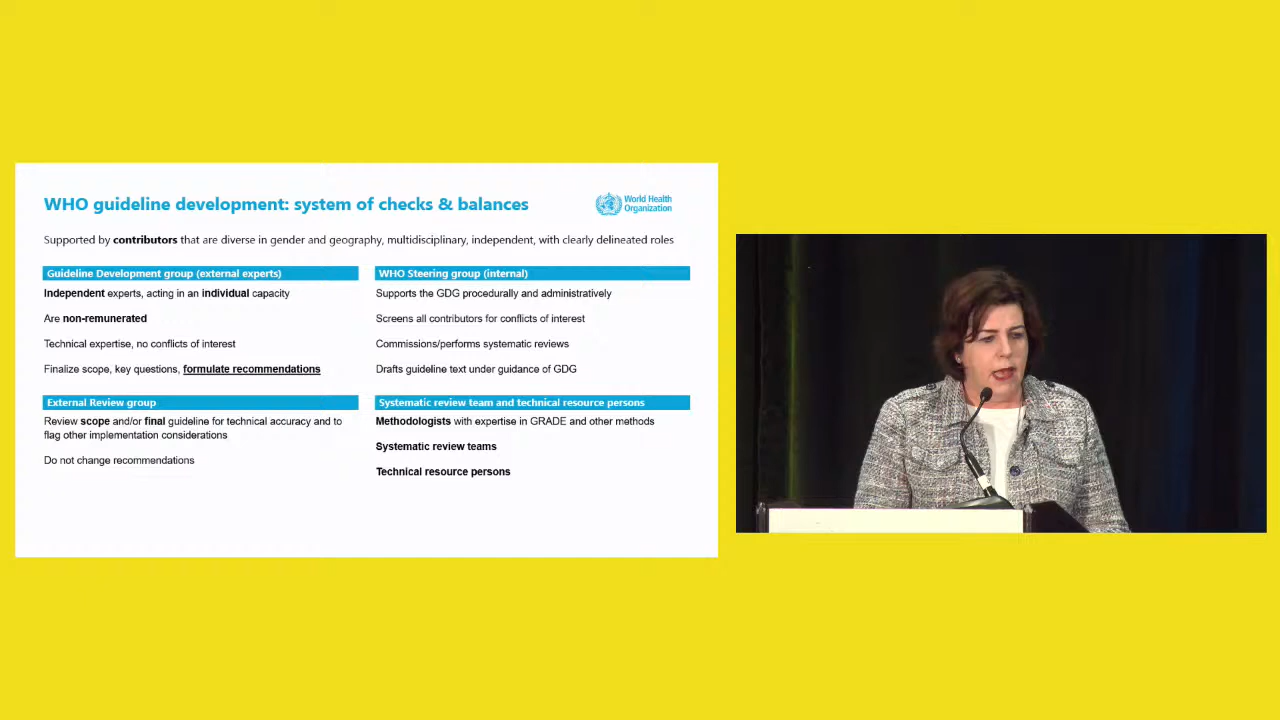 WHO guideline development: system of checks & balances
World Health
Organization
Supported by contributors that are diverse in gender and geography, multidisciplinary, independent, with clearly delineated roles
Guideline Development group (external experts)
Independent experts, acting in an individual capacity
Are non-remunerated
Technical expertise, no conflicts of interest
Finalize scope, key questions, formulate recommendations
WHO Steering group (internal)
Supports the GDG procedurally and administratively
Screens all contributors for conflicts of interest
Commissions/performs systematic reviews
Drafts guideline text under guidance of GDG
External Review group
Review scope and/or final guideline for technical accuracy and to
flag other implementation considerations
Do not change recommendations
Systematic review team and technical resource persons
Methodologists with expertise in GRADE and other methods
Systematic review teams
Technical resource persons